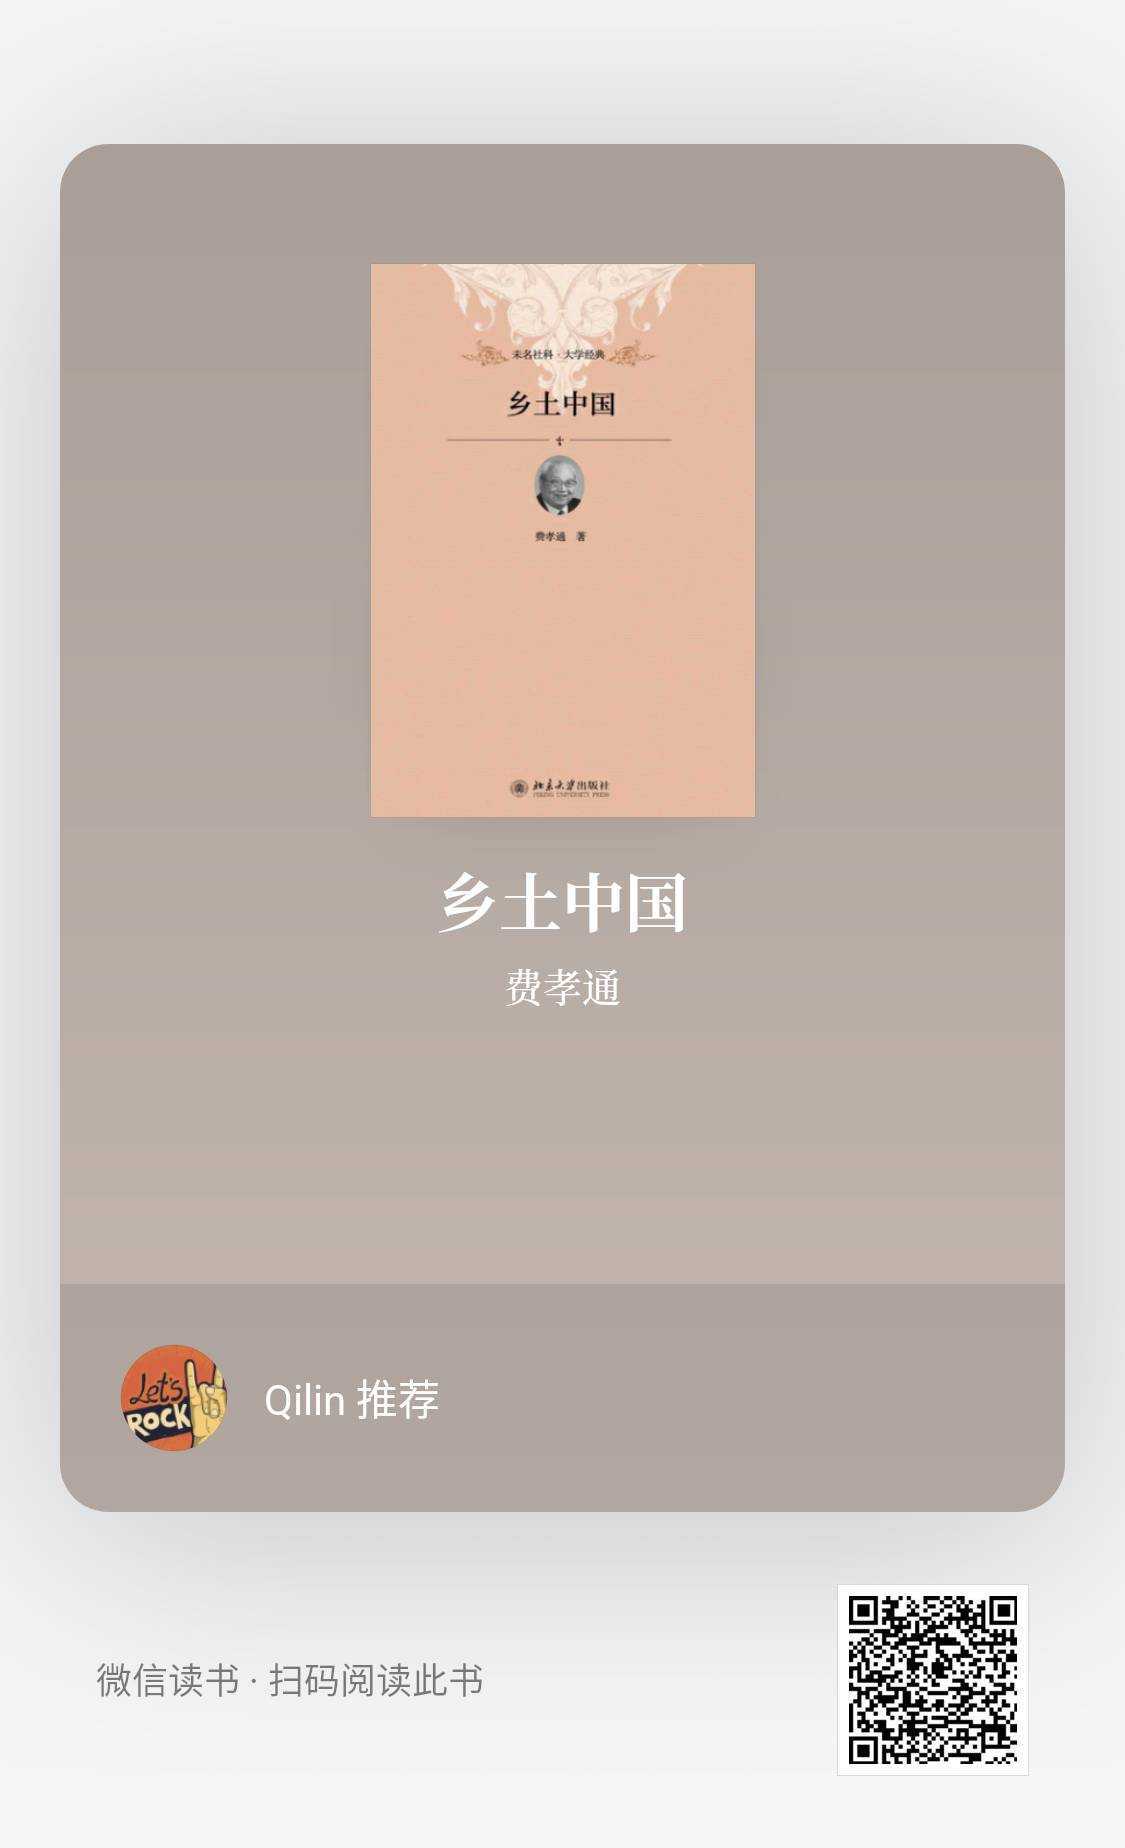 未名社科·大学经典
乡土中国
费孝通 著
北京大学出版社
PEKING UNIVERSITY PRESS
乡土中国
费孝通
Let's
ROCK
Qilin 推荐
微信读书 · 扫码阅读此书